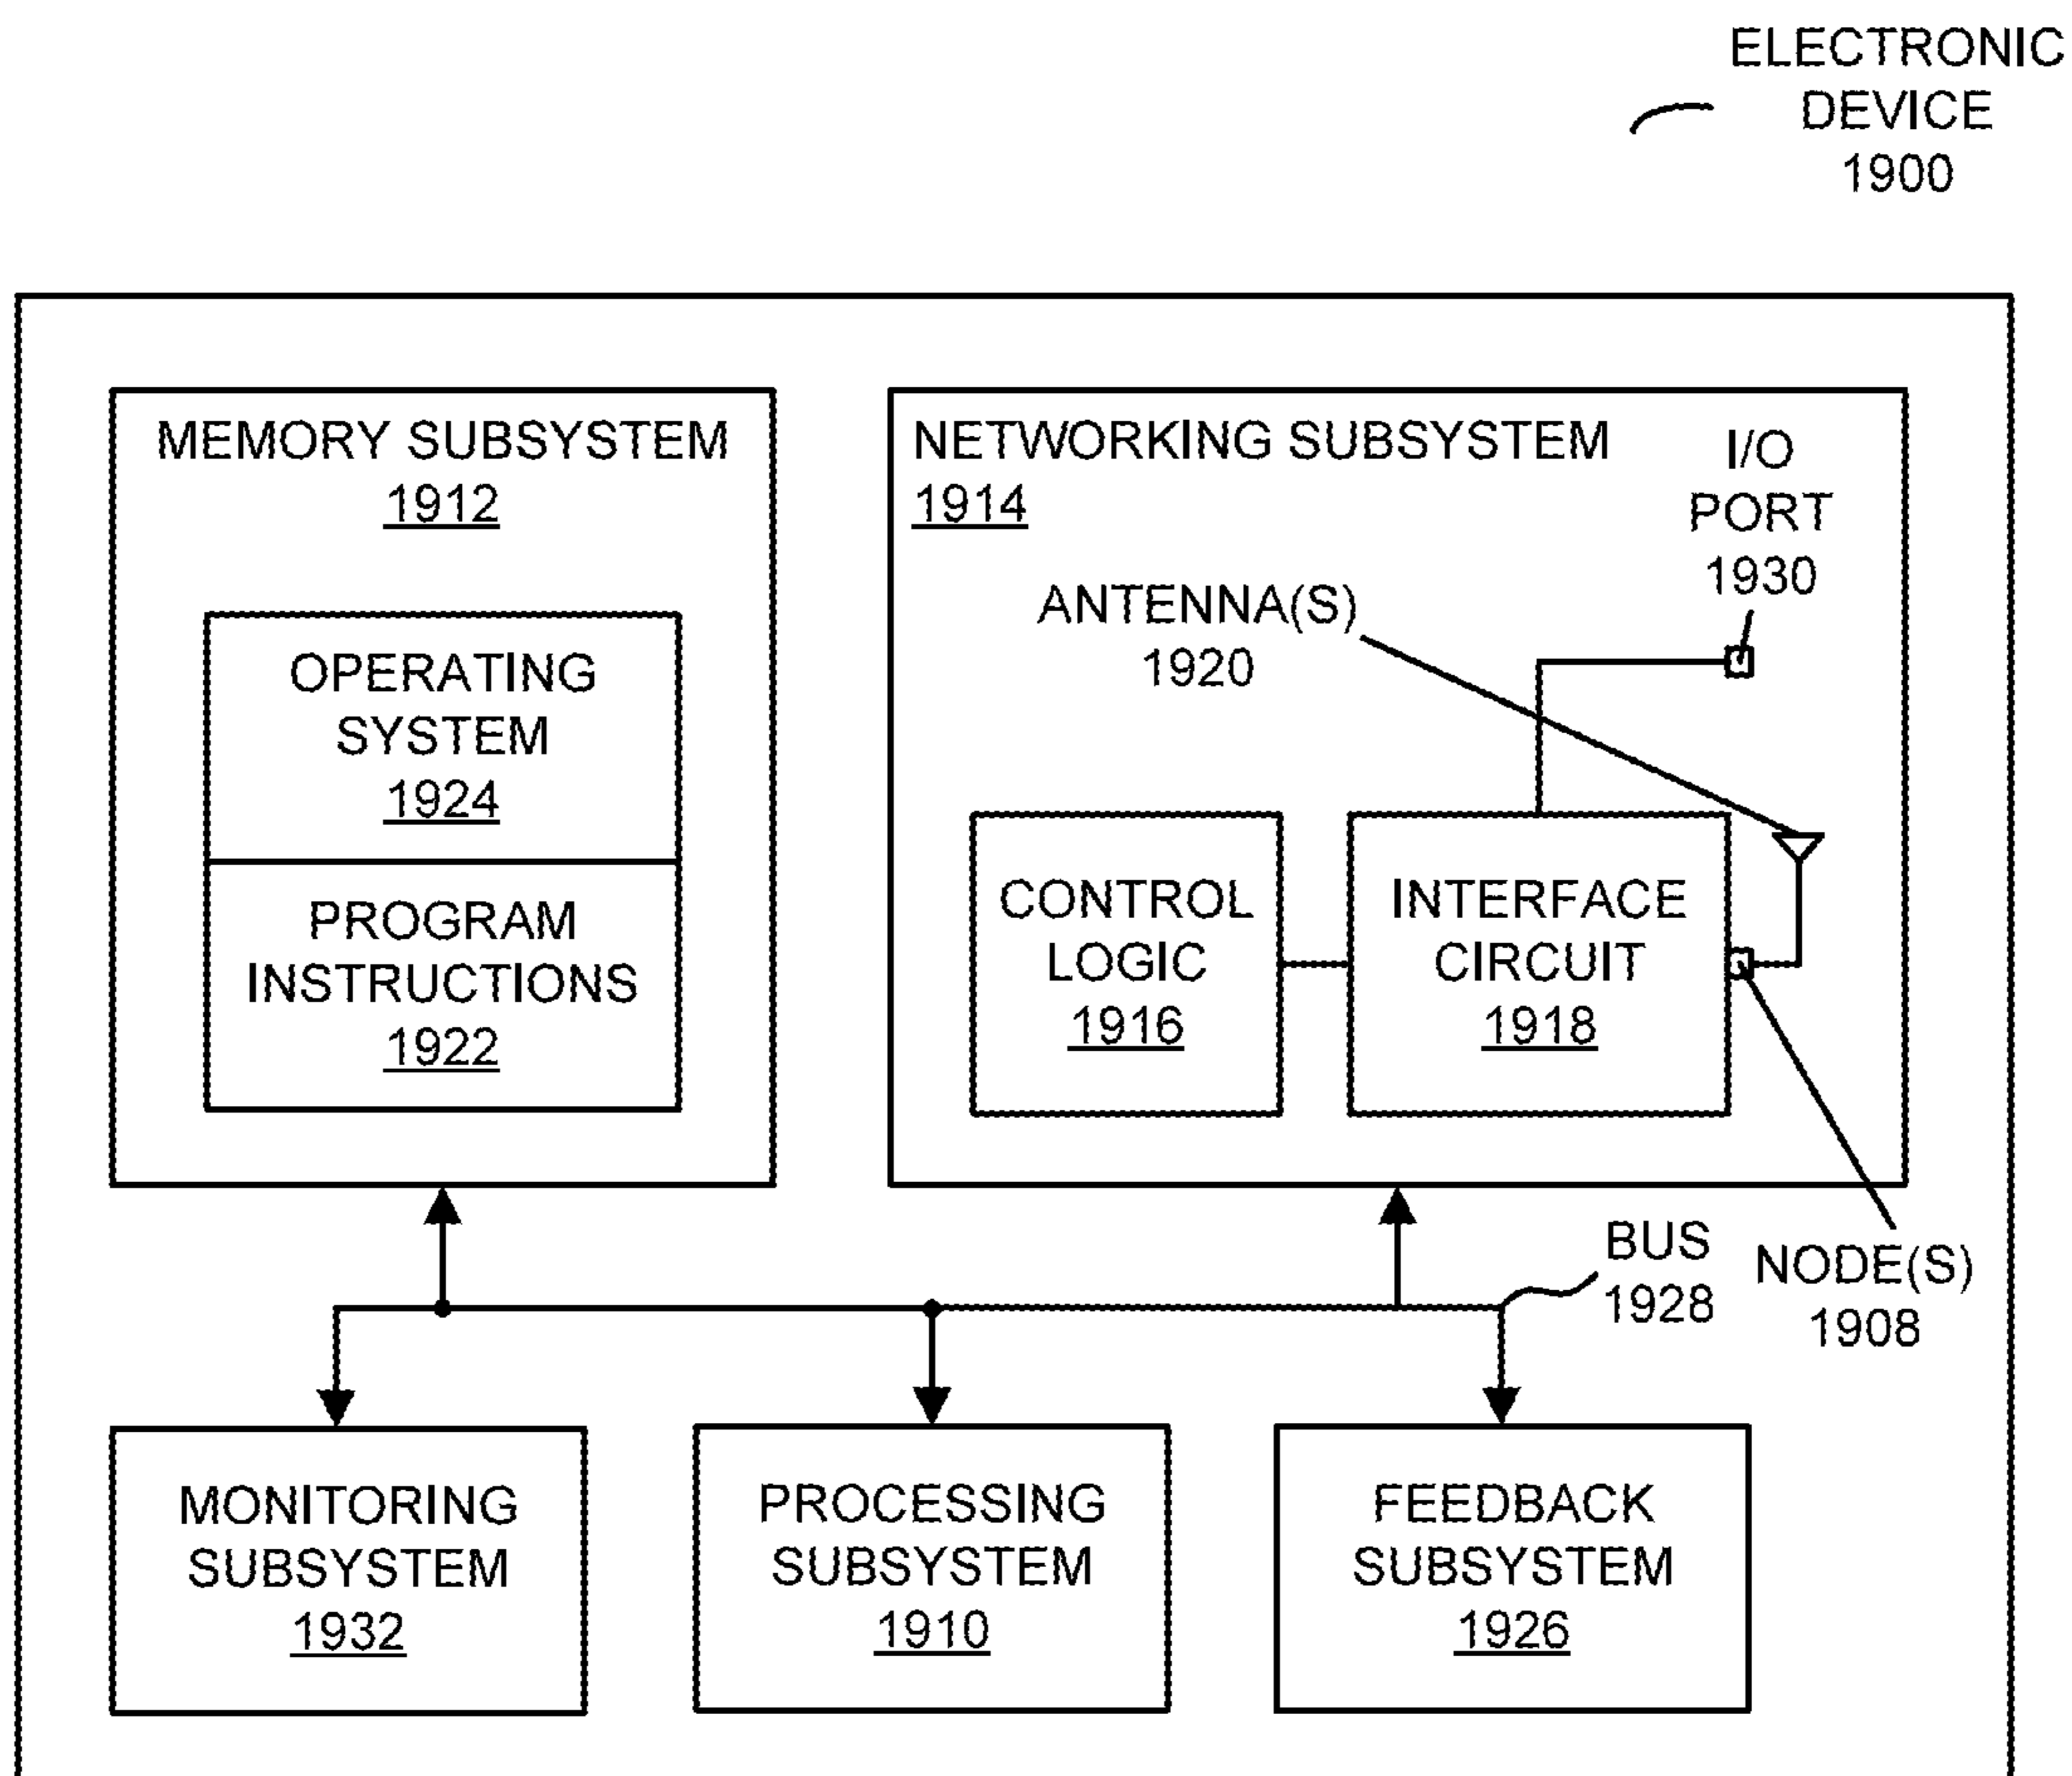 ELECTRONIC
DEVICE
1900
MEMORY SUBSYSTEM
1912
OPERATING
SYSTEM
1924
PROGRAM
INSTRUCTIONS
1922
NETWORKING SUBSYSTEM
1914
I/O
PORT
1930
ANTENNA(S)
1920
CONTROL
LOGIC
1916
INTERFACE
CIRCUIT
1918
BUS
1928
NODE(S)
1908
MONITORING
SUBSYSTEM
1932
PROCESSING
SUBSYSTEM
1910
FEEDBACK
SUBSYSTEM
1926